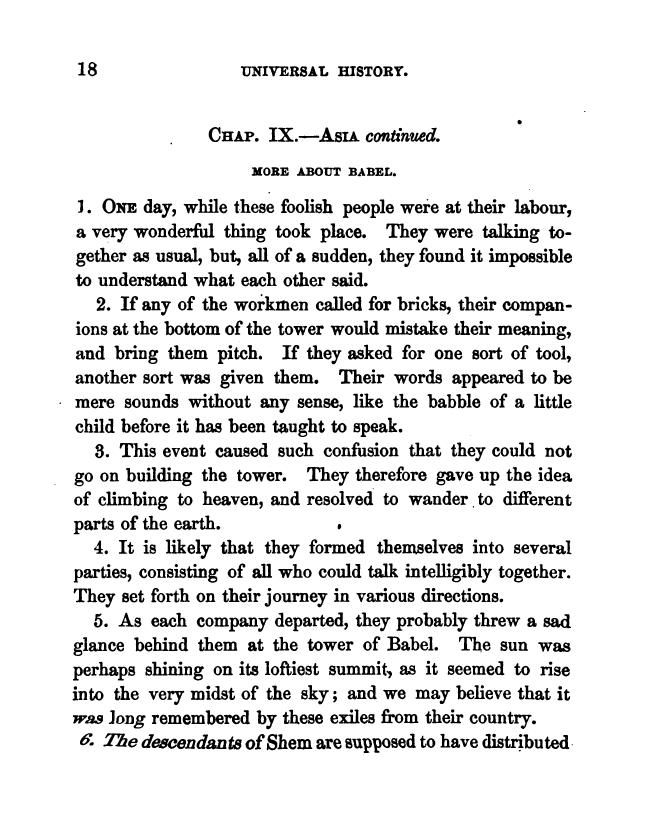 18 UNIVERSAL HISTORY.
CHAP. IX.—ASIA continued.
MORE ABOUT BABEL.
1. ONE day, while these foolish people were at their labour,
a very wonderful thing took place. They were talking to-
gether as usual, but, all of a sudden, they found it impossible
to understand what each other said.
2. If any of the workmen called for bricks, their compan-
ions at the bottom of the tower would mistake their meaning,
and bring them pitch. If they asked for one sort of tool,
another sort was given them. Their words appeared to be
mere sounds without any sense, like the babble of a little
child before it has been taught to speak.
3. This event caused such confusion that they could not
go on building the tower. They therefore gave up the idea
of climbing to heaven, and resolved to wander to different
parts of the earth.
4. It is likely that they formed themselves into several
parties, consisting of all who could talk intelligibly together.
They set forth on their journey in various directions.
5. As each company departed, they probably threw a sad
glance behind them at the tower of Babel. The sun was
perhaps shining on its loftiest summit, as it seemed to rise
into the very midst of the sky; and we may believe that it
was long remembered by these exiles from their country.
6. The descendants of Shem are supposed to have distributed